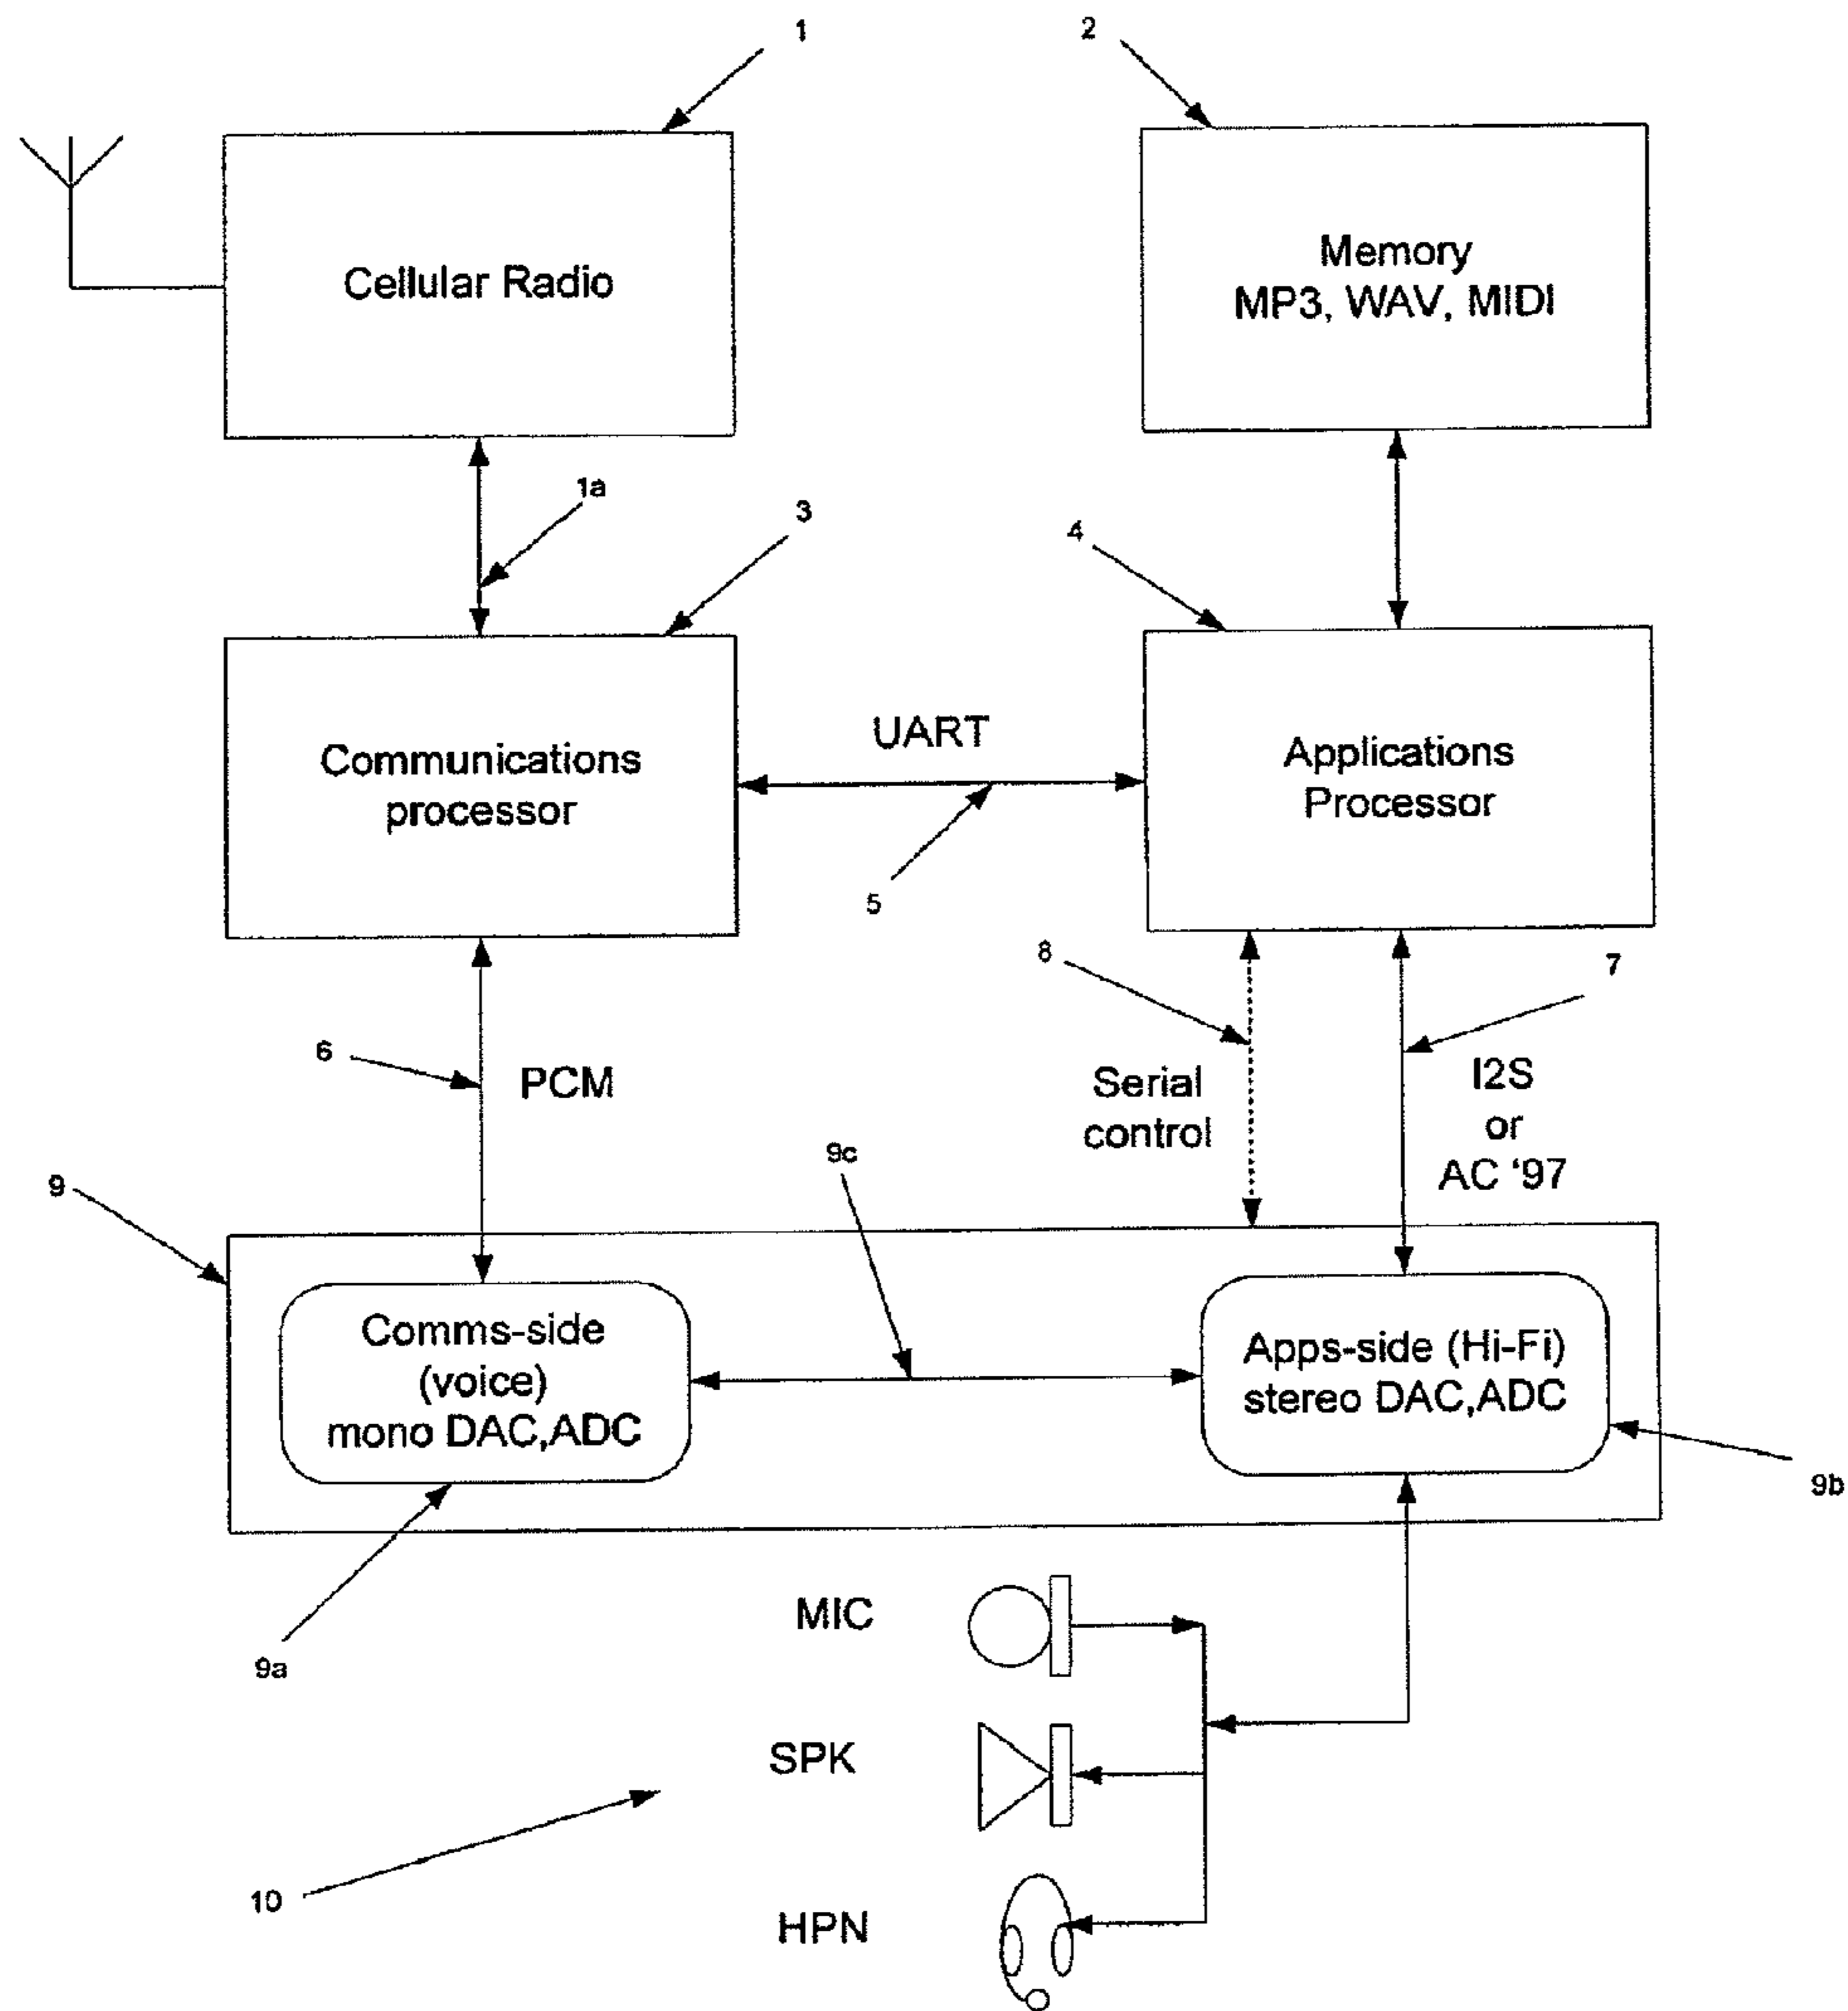 1
2
Cellular Radio
Memory
MP3, WAV, MIDI
1a
3
4
Communications
processor
UART
Applications
Processor
5
8
7
6
PCM
Serial
control
I2S
or
AC '97
9
9c
Comms-side
(voice)
mono DAC,ADC
Apps-side (Hi-Fi)
stereo DAC,ADC
9b
9a
MIC
SPK
10
HPN